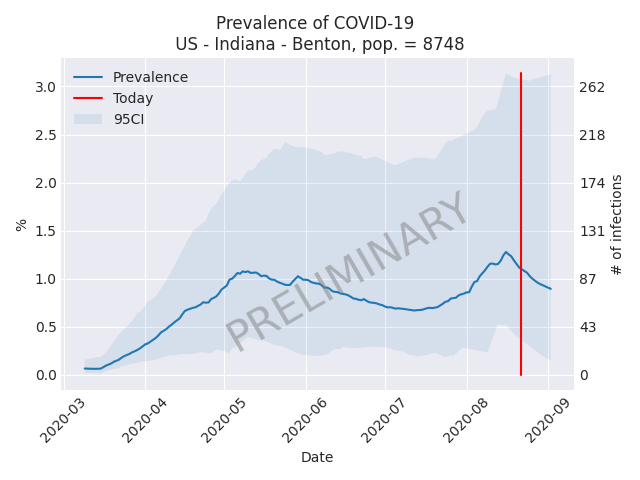 Prevalence of COVID-19
US - Indiana - Benton, pop. = 8748
Prevalence
Today
95CI
3.0
2.5
2.0
1.5
1.0
0.5
0.0
%
262
218
174
131
87
43
0
# of infections
PRELIMINARY
2020-03
2020-04
2020-05
2020-06
2020-07
2020-08
2020-09
Date